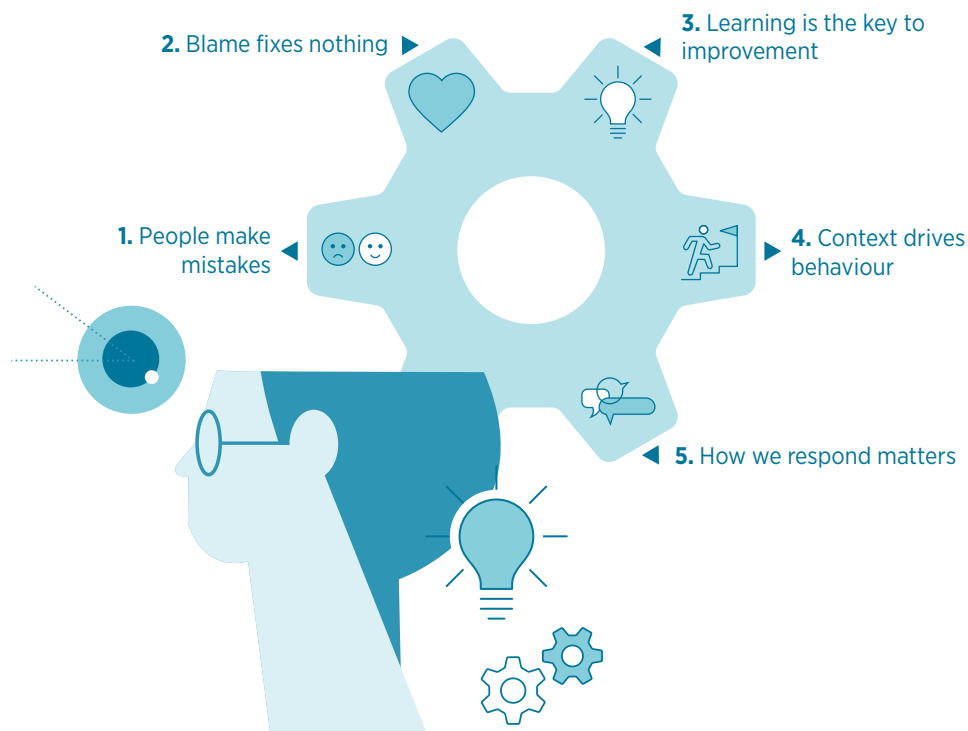 1. People make
mistakes
2. Blame fixes nothing
3. Learning is the key to
improvement
4. Context drives
behaviour
5. How we respond matters